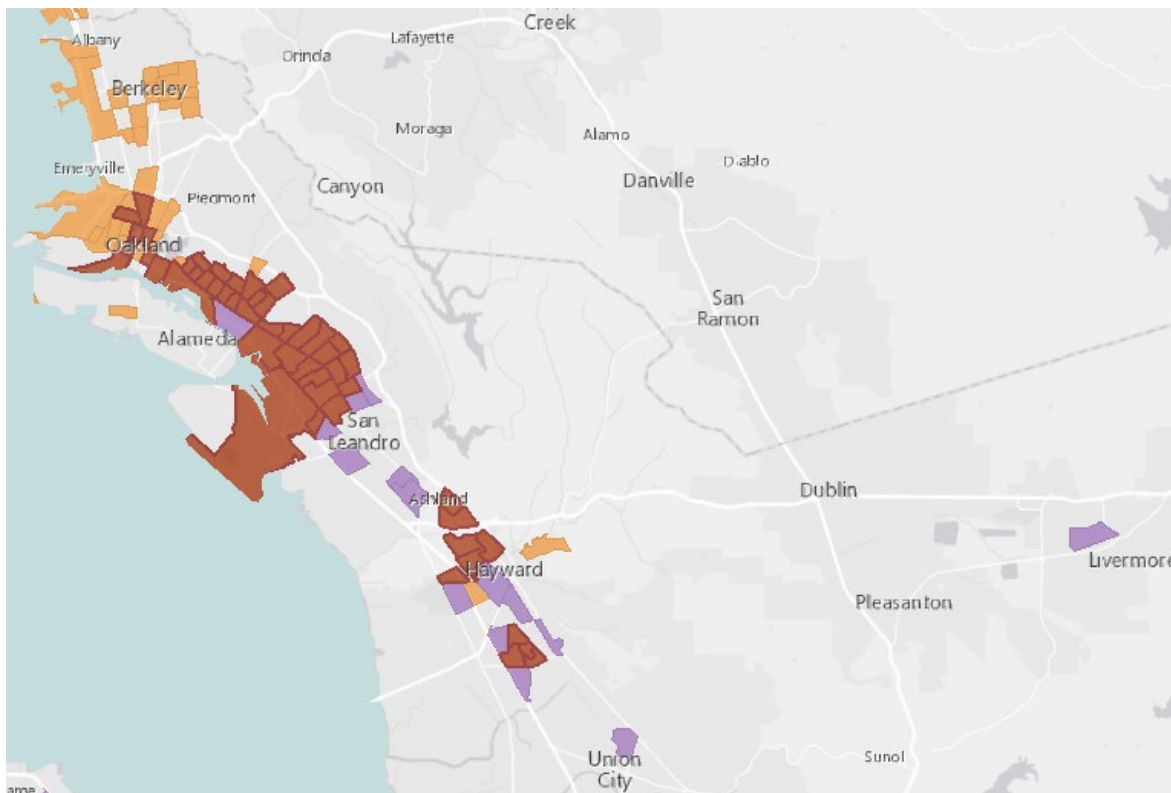 Creek
Albany
Lafayette
Orinda
Berkeley
Moraga
Alamo
Diablo
Emeryville
Danville
Canyon
Piedmont
Oakland
San
Ramon
Alameda
San
Leandro
Dublin
Ashland
Livermore
Hayward
Pleasanton
Sunol
Union
City
ame